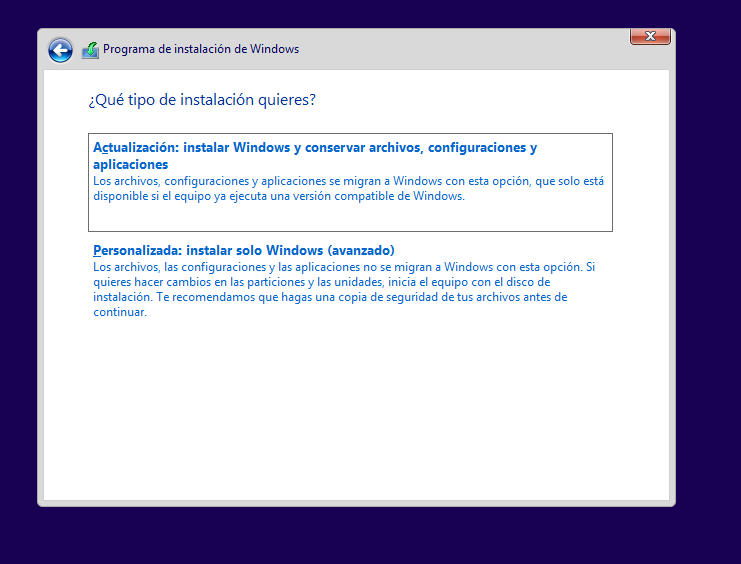 Programa de instalación de Windows
¿Qué tipo de instalación quieres?
Actualización: instalar Windows y conservar archivos, configuraciones y
aplicaciones
Los archivos, configuraciones y aplicaciones se migran a Windows con esta opción, que solo está
disponible si el equipo ya ejecuta una versión compatible de Windows.
Personalizada: instalar solo Windows (avanzado)
Los archivos, las configuraciones y las aplicaciones no se migran a Windows con esta opción. Si
quieres hacer cambios en las particiones y las unidades, inicia el equipo con el disco de
instalación. Te recomendamos que hagas una copia de seguridad de tus archivos antes de
continuar.